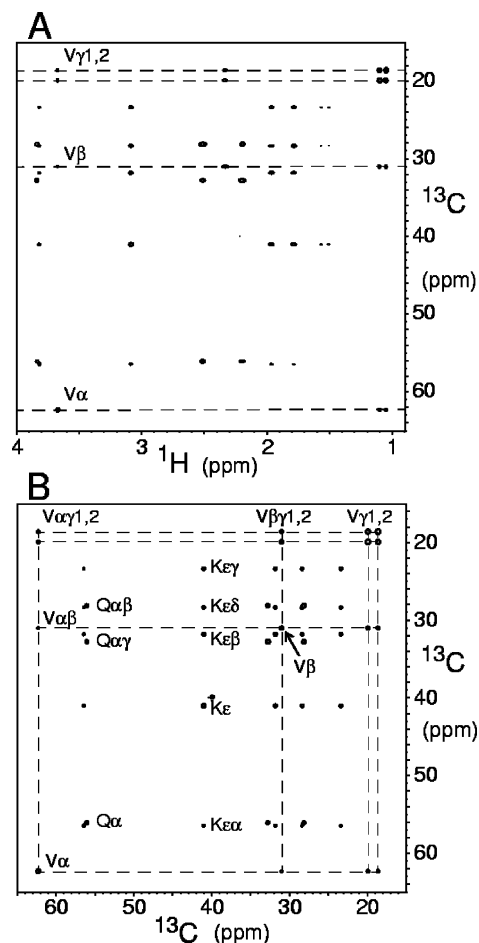 A
Vγ1,2
20
Vβ
30
13C
40
(ppm)
50
Vα
60
4 3 2 1
1H (ppm)
B
Vαγ1,2 Vβγ1,2 Vγ1,2
20
Kεγ
Qαβ Kεδ
Vαβ
30
Qαγ Kεβ
13C
Vβ
Kε
40
(ppm)
50
Qα Kεα
Vα
60
60 50 40 30 20
13C (ppm)